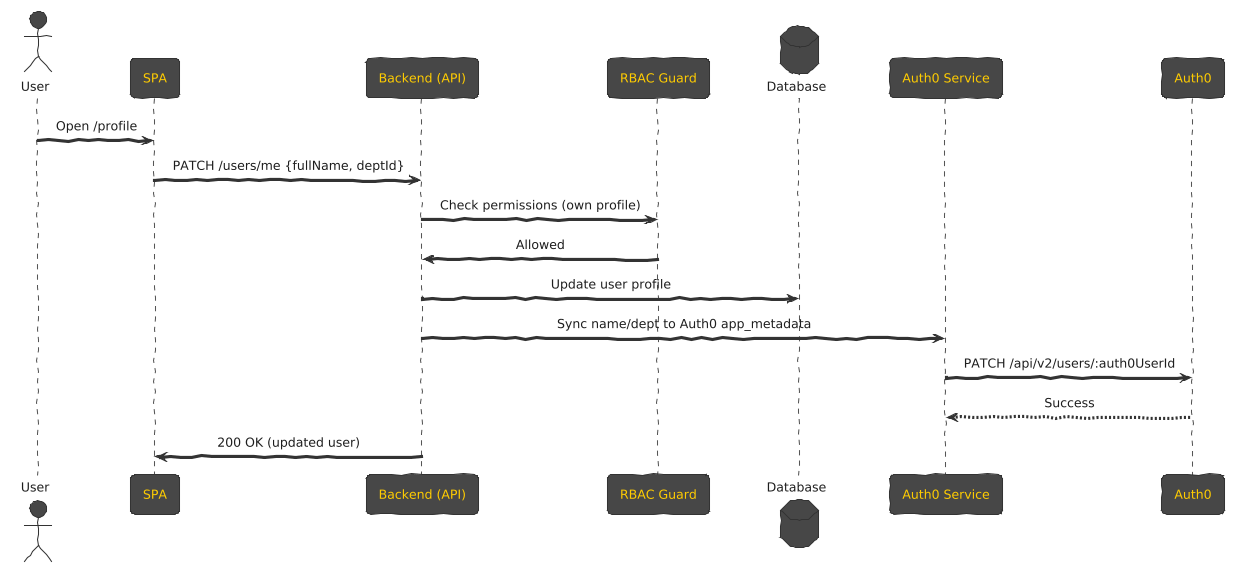 User
SPA
Backend (API)
RBAC Guard
Database
Auth0 Service
Auth0
Open /profile
PATCH /users/me {fullName, deptId}
Check permissions (own profile)
Allowed
Update user profile
Sync name/dept to Auth0 app_metadata
PATCH /api/v2/users/:auth0UserId
Success
200 OK (updated user)
User
SPA
Backend (API)
RBAC Guard
Database
Auth0 Service
Auth0